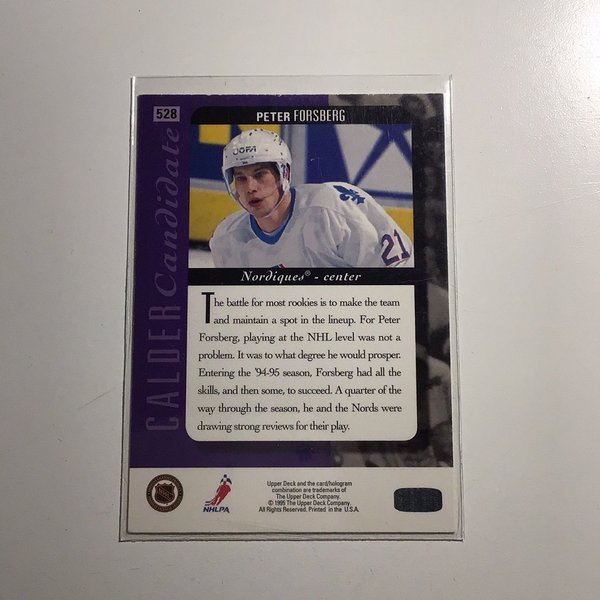 528
PETER FORSBERG
CALDER Candidate
JOFA
21
Nordiques® - center
The battle for most rookies is to make the team
and maintain a spot in the lineup. For Peter
Forsberg, playing at the NHL level was not a
problem. It was to what degree he would prosper.
Entering the '94-95 season, Forsberg had all the
skills, and then some, to succeed. A quarter of the
way through the season, he and the Nords were
drawing strong reviews for their play.
NHLPA
Upper Deck and the card/hologram
combination are trademarks of
The Upper Deck Company.
© 1995 The Upper Deck Company.
All Rights Reserved. Printed in the U.S.A.